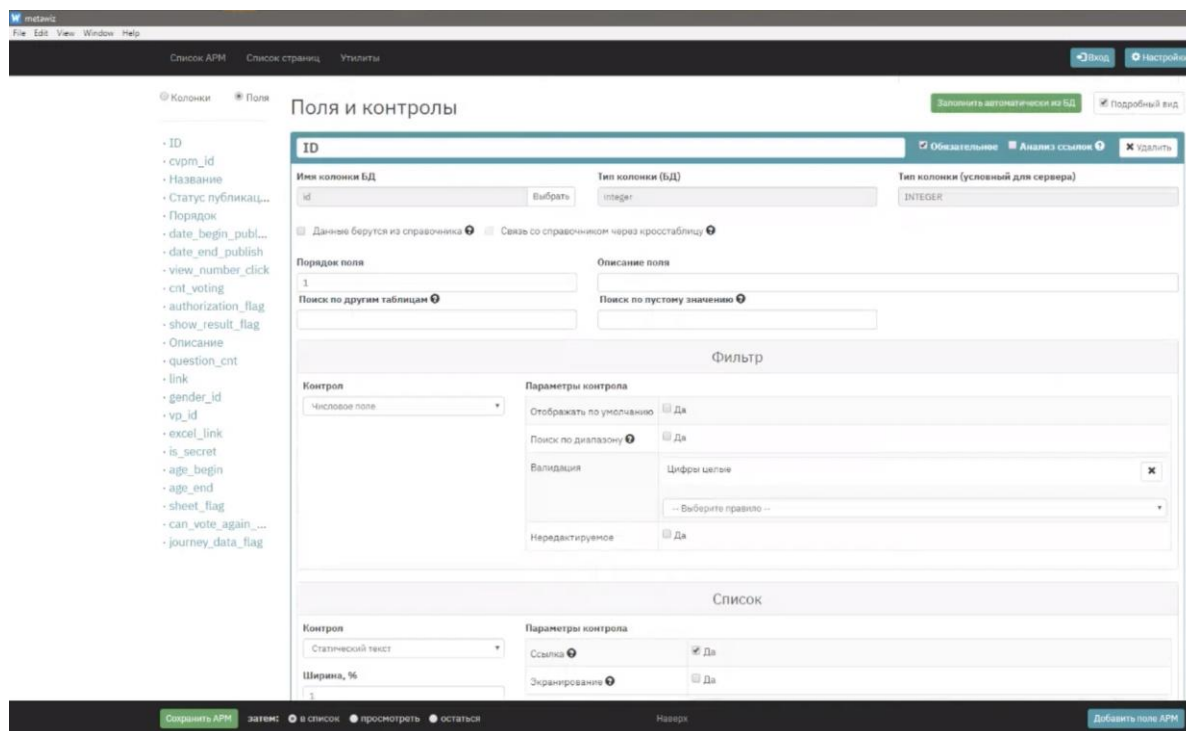 metawiz
File Edit View Window Help
Список АРМ Список страниц Утилиты Вход Настройки
Колонки Поля
Поля и контролы
Заполнить автоматически из БД Подробный вид
· ID
· cvpm_id
· Название
· Статус публикац...
· Порядок
· date_begin_publ...
· date_end_publish
· view_number_click
· cnt_voting
· authorization_flag
· show_result_flag
· Описание
· question_cnt
· link
· gender_id
· vp_id
· excel_link
· is_secret
· age_begin
· age_end
· sheet_flag
· can_vote_again_...
· journey_data_flag
ID Обязательное Анализ ссылок Удалить
Имя колонки БД Тип колонки (БД) Тип колонки (условный для сервера)
id Выбрать integer INTEGER
Данные берутся из справочника Связь со справочником через кросстаблицу
Порядок поля Описание поля
1
Поиск по другим таблицам Поиск по пустому значению
Фильтр
Контрол Параметры контрола
Числовое поле Отображать по умолчанию Да
Поиск по диапазону Да
Валидация Цифры целые
-- Выберите правило --
Нередактируемое Да
Список
Контрол Параметры контрола
Статический текст Ссылка Да
Ширина, % Экранирование Да
1
Сохранить АРМ затем: в список просмотреть остаться Наверх Добавить поле АРМ